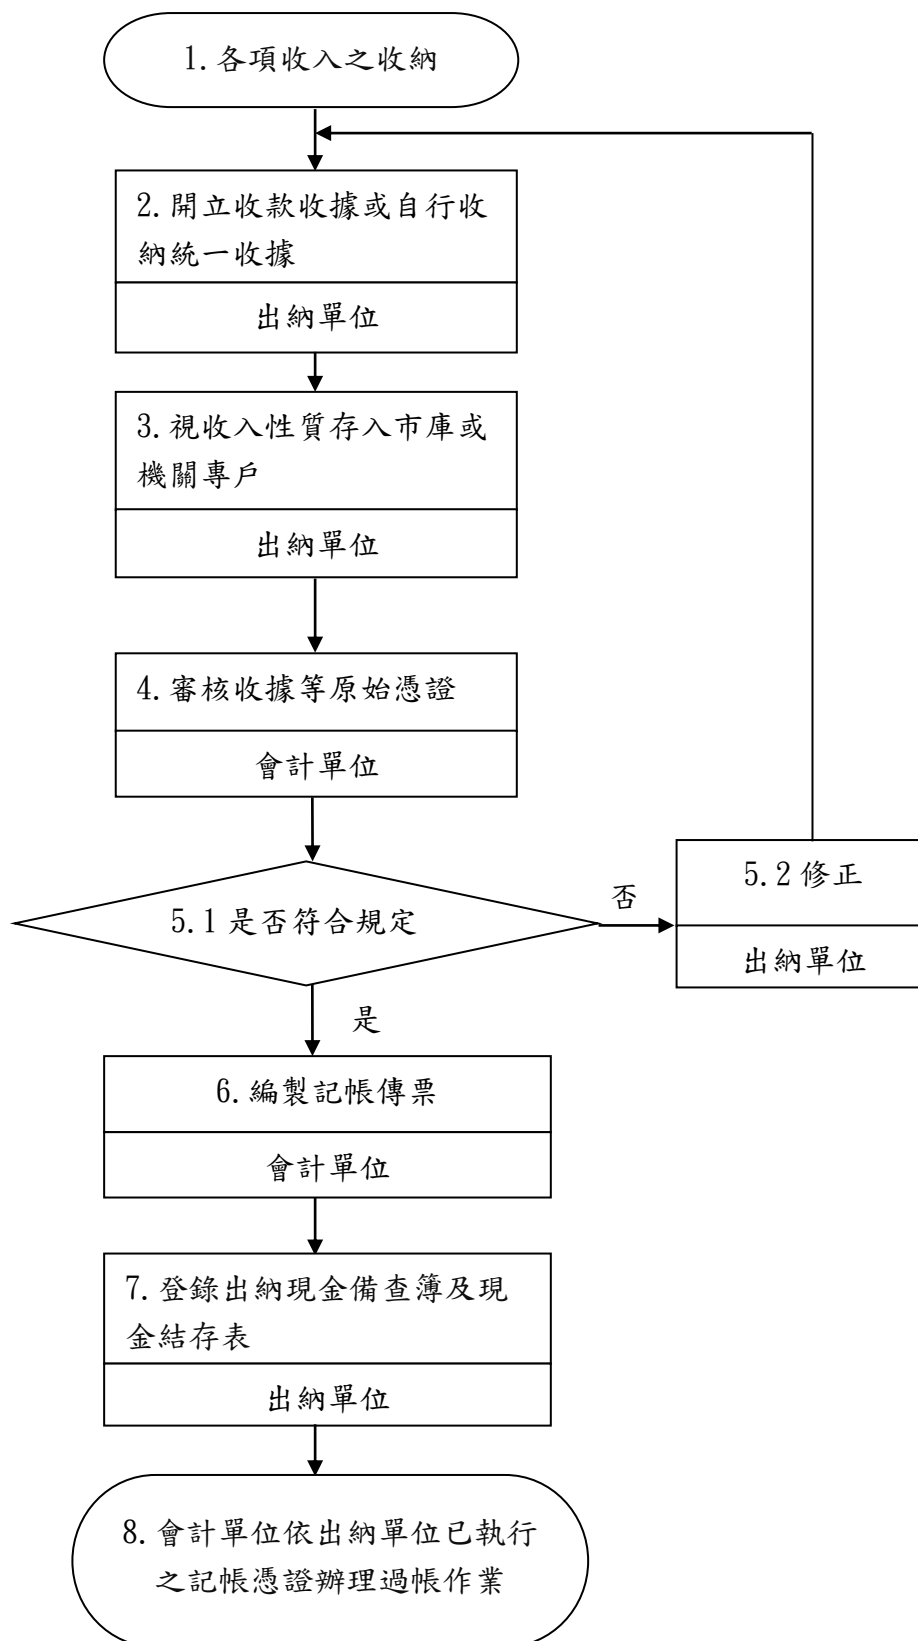 1.各項收入之收納
2.開立收款收據或自行收
納統一收據
出納單位
3.視收入性質存入市庫或
機關專戶
出納單位
4.審核收據等原始憑證
會計單位
5.1是否符合規定
否
5.2修正
出納單位
是
6.編製記帳傳票
會計單位
7.登錄出納現金備查簿及現
金結存表
出納單位
8.會計單位依出納單位已執行
之記帳憑證辦理過帳作業